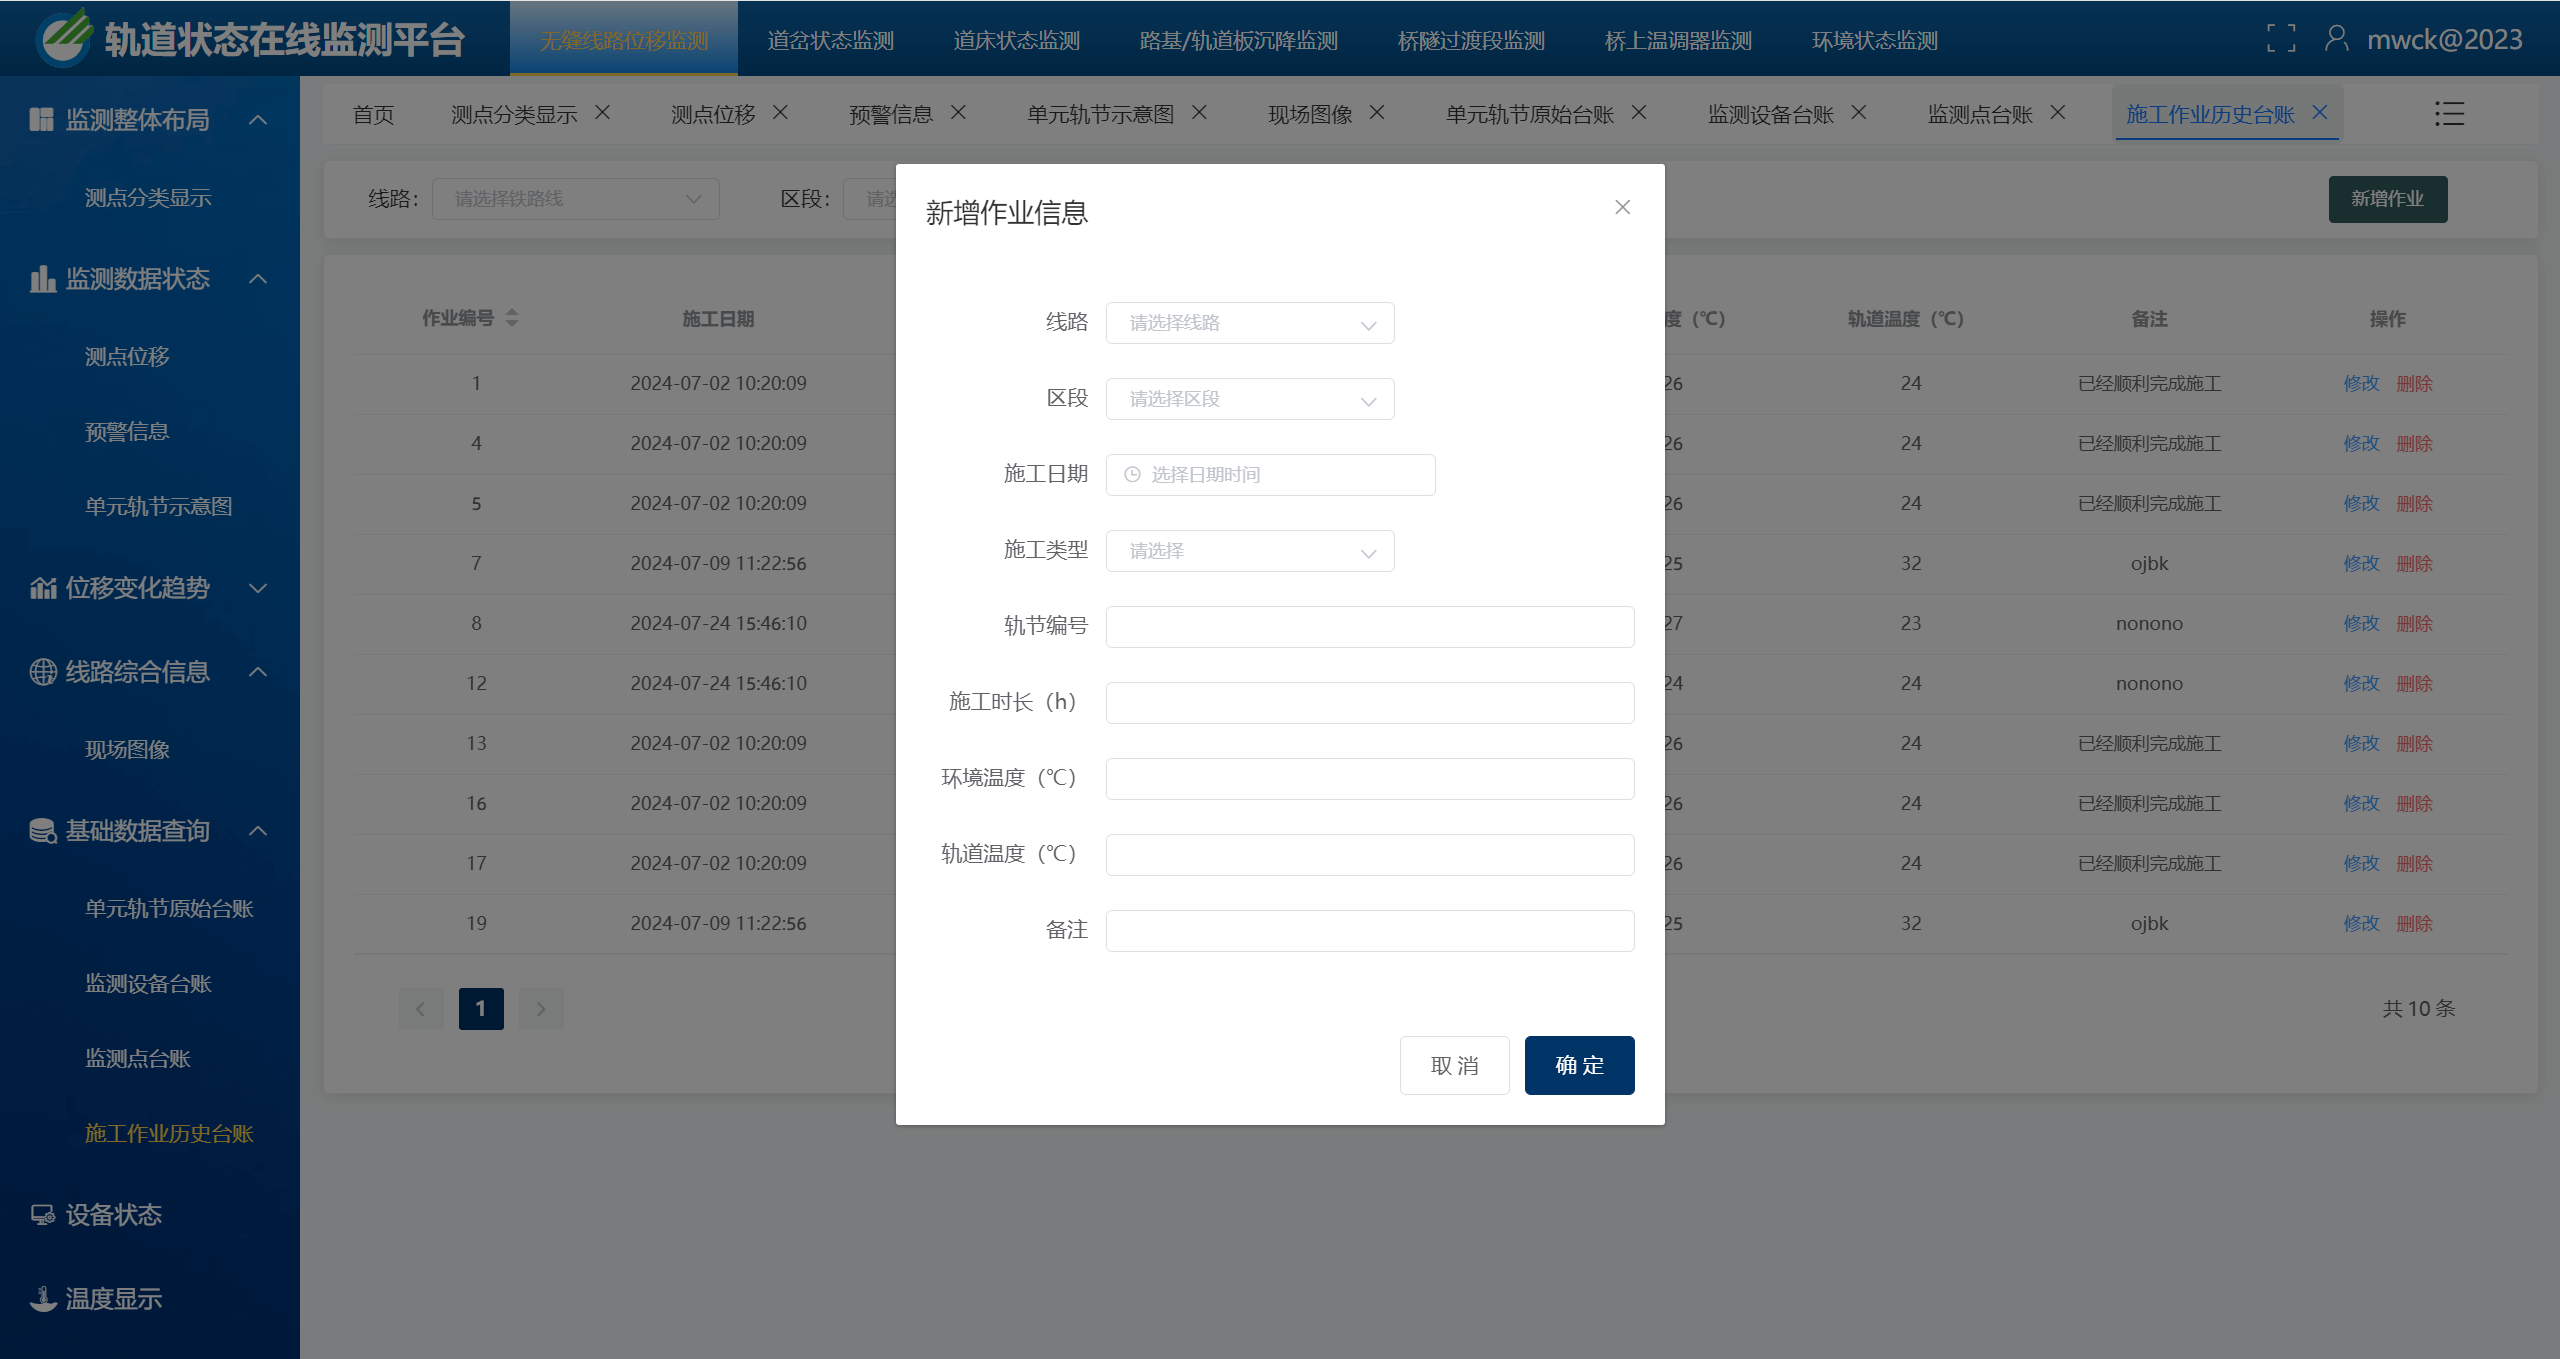 轨道状态在线监测平台
无缝线路位移监测 道岔状态监测 道床状态监测 路基/轨道板沉降监测 桥隧过渡段监测 桥上温调器监测 环境状态监测 mwck@2023
监测整体布局
测点分类显示
监测数据状态
测点位移
预警信息
单元轨节示意图
位移变化趋势
线路综合信息
现场图像
基础数据查询
单元轨节原始台账
监测设备台账
监测点台账
施工作业历史台账
设备状态
温度显示
首页 测点分类显示 测点位移 预警信息 单元轨节示意图 现场图像 单元轨节原始台账 监测设备台账 监测点台账 施工作业历史台账
线路: 请选择铁路线 区段: 请选 新增作业
作业编号 施工日期 度（℃） 轨道温度（℃） 备注 操作
1 2024-07-02 10:20:09 26 24 已经顺利完成施工 修改 删除
4 2024-07-02 10:20:09 26 24 已经顺利完成施工 修改 删除
5 2024-07-02 10:20:09 26 24 已经顺利完成施工 修改 删除
7 2024-07-09 11:22:56 25 32 ojbk 修改 删除
8 2024-07-24 15:46:10 27 23 nonono 修改 删除
12 2024-07-24 15:46:10 24 24 nonono 修改 删除
13 2024-07-02 10:20:09 26 24 已经顺利完成施工 修改 删除
16 2024-07-02 10:20:09 26 24 已经顺利完成施工 修改 删除
17 2024-07-02 10:20:09 26 24 已经顺利完成施工 修改 删除
19 2024-07-09 11:22:56 25 32 ojbk 修改 删除
1 共 10 条
新增作业信息
线路 请选择线路
区段 请选择区段
施工日期 选择日期时间
施工类型 请选择
轨节编号
施工时长（h）
环境温度（℃）
轨道温度（℃）
备注
取 消 确 定